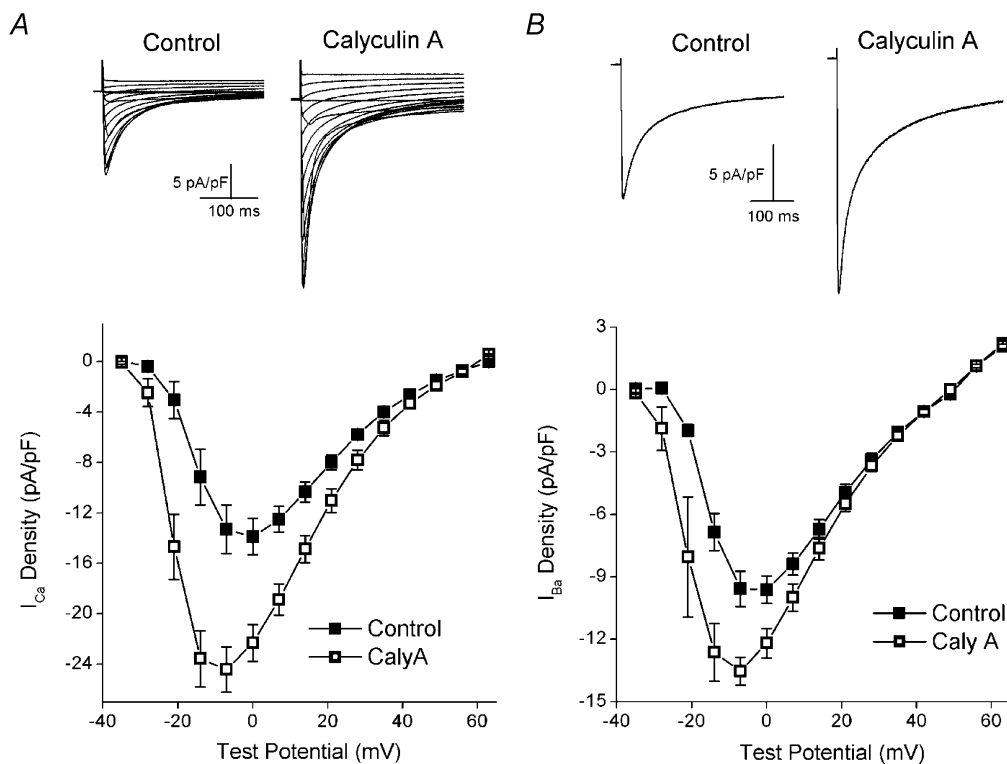 A
Control
Calyculin A
5 pA/pF
100 ms
0
-4
-8
-12
-16
-20
-24
I_Ca Density (pA/pF)
Control
CalyA
-40
-20
0
20
40
60
Test Potential (mV)
B
Control
Calyculin A
5 pA/pF
100 ms
3
0
-3
-6
-9
-12
-15
I_Ba Density (pA/pF)
Control
Caly A
-40
-20
0
20
40
60
Test Potential (mV)